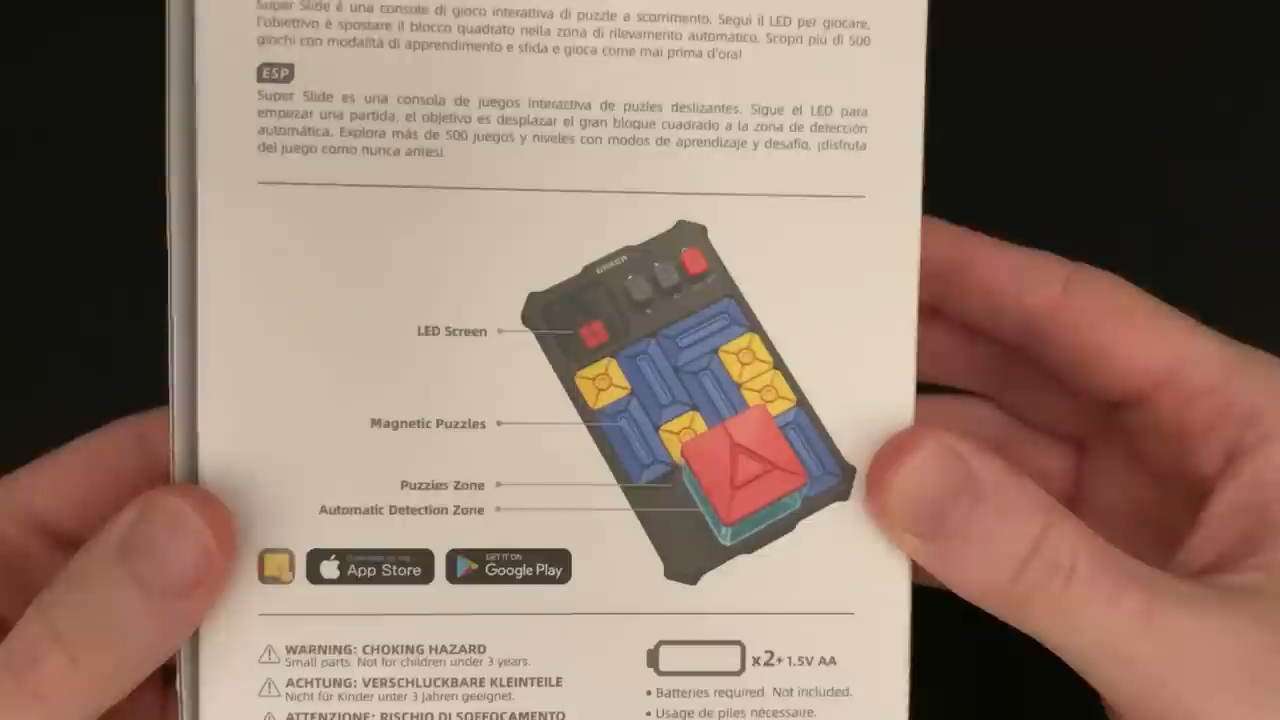 Super Slide è una console di gioco interattiva di puzzle a scorrimento. Segui il LED per giocare,
l'obiettivo è spostare il blocco quadrato nella zona di rilevamento automatico. Scopri più di 500
giochi con modalità di apprendimento e sfida e gioca come mai prima d'ora!
ESP
Super Slide es una consola de juegos interactiva de puzles deslizantes. Sigue el LED para
empezar una partida, el objetivo es desplazar el gran bloque cuadrado a la zona de detección
automática. Explora más de 500 juegos y niveles con modos de aprendizaje y desafío, ¡disfruta
del juego como nunca antes!
GIIKER
LED Screen
Magnetic Puzzles
Puzzles Zone
Automatic Detection Zone
App Store
GET IT ON
Google Play
WARNING: CHOKING HAZARD
Small parts. Not for children under 3 years.
ACHTUNG: VERSCHLUCKBARE KLEINTEILE
Nicht für Kinder unter 3 Jahren geeignet.
ATTENZIONE: RISCHIO DI SOFFOCAMENTO
x2 1.5V AA
• Batteries required. Not included.
• Usage de piles nécessaire.